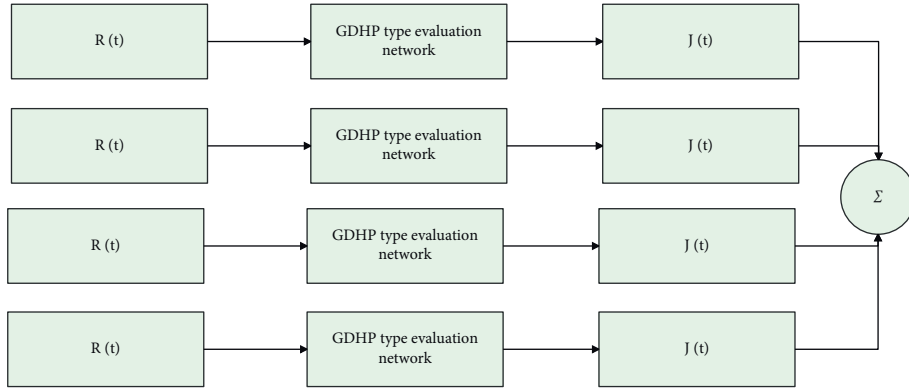 R (t)
GDHP type evaluation
network
J (t)
R (t)
GDHP type evaluation
network
J (t)
Σ
R (t)
GDHP type evaluation
network
J (t)
R (t)
GDHP type evaluation
network
J (t)